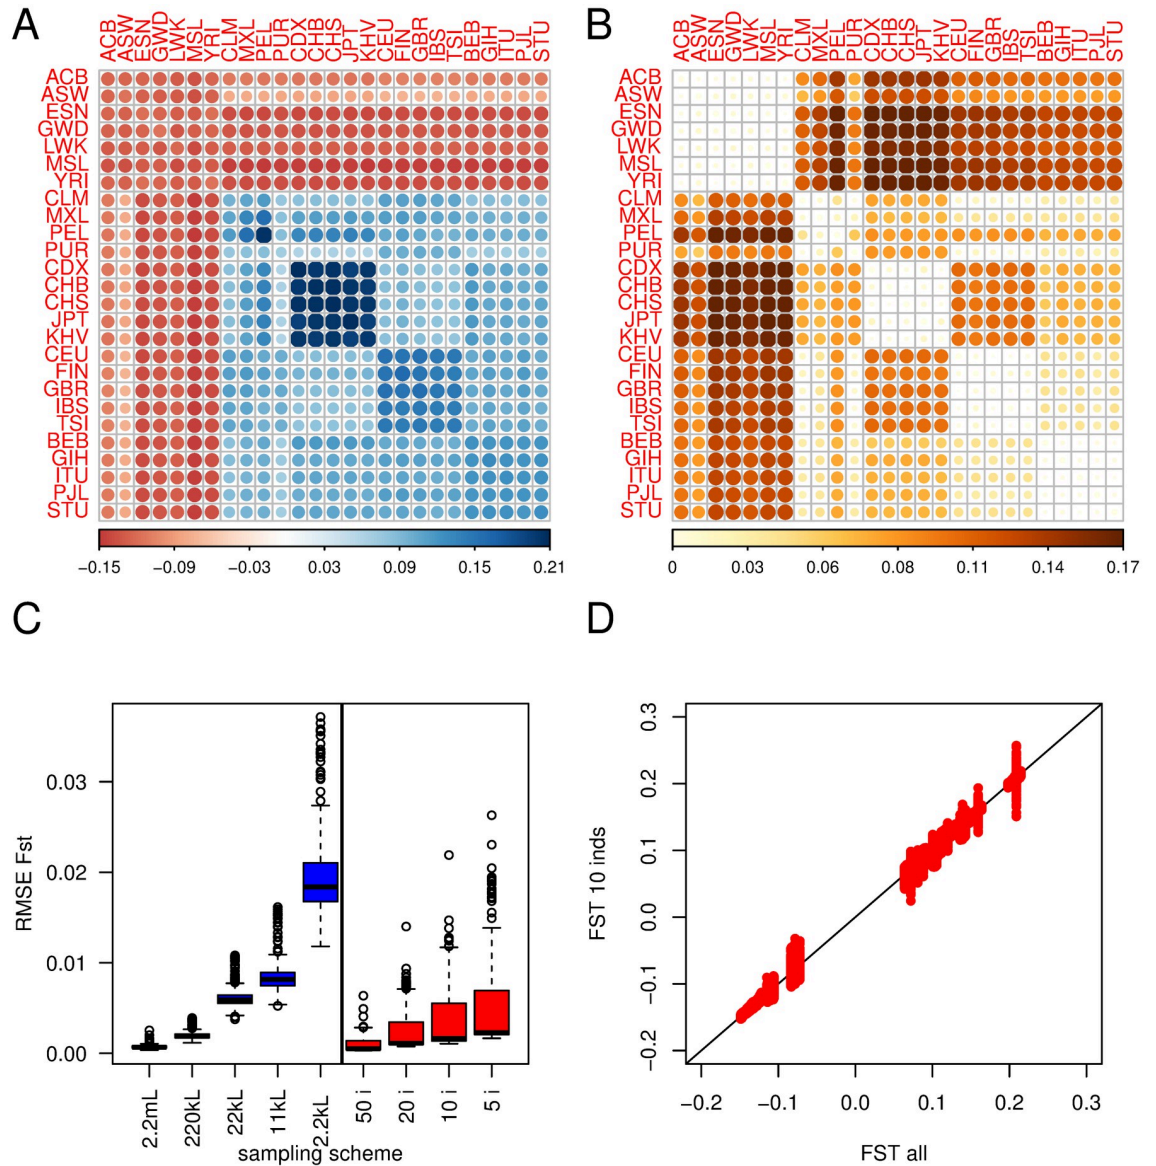 A
ACB ASW ESN GWD LWK MSL YRI CLM MXL PEL PUR CDX CHB CHS JPT KHV CEU FIN GBR IBS TSI BEB GIH ITU PJL STU
ACB
ASW
ESN
GWD
LWK
MSL
YRI
CLM
MXL
PEL
PUR
CDX
CHB
CHS
JPT
KHV
CEU
FIN
GBR
IBS
TSI
BEB
GIH
ITU
PJL
STU
−0.15 −0.09 −0.03 0.03 0.09 0.15 0.21
B
ACB ASW ESN GWD LWK MSL YRI CLM MXL PEL PUR CDX CHB CHS JPT KHV CEU FIN GBR IBS TSI BEB GIH ITU PJL STU
ACB
ASW
ESN
GWD
LWK
MSL
YRI
CLM
MXL
PEL
PUR
CDX
CHB
CHS
JPT
KHV
CEU
FIN
GBR
IBS
TSI
BEB
GIH
ITU
PJL
STU
0 0.03 0.06 0.08 0.11 0.14 0.17
C
RMSE Fst
0.03
0.02
0.01
0.00
2.2mL 220kL 22kL 11kL 2.2kL 50 i 20 i 10 i 5 i
sampling scheme
D
FST 10 inds
0.3
0.2
0.1
0.0
−0.1
−0.2
−0.2 −0.1 0.0 0.1 0.2 0.3
FST all